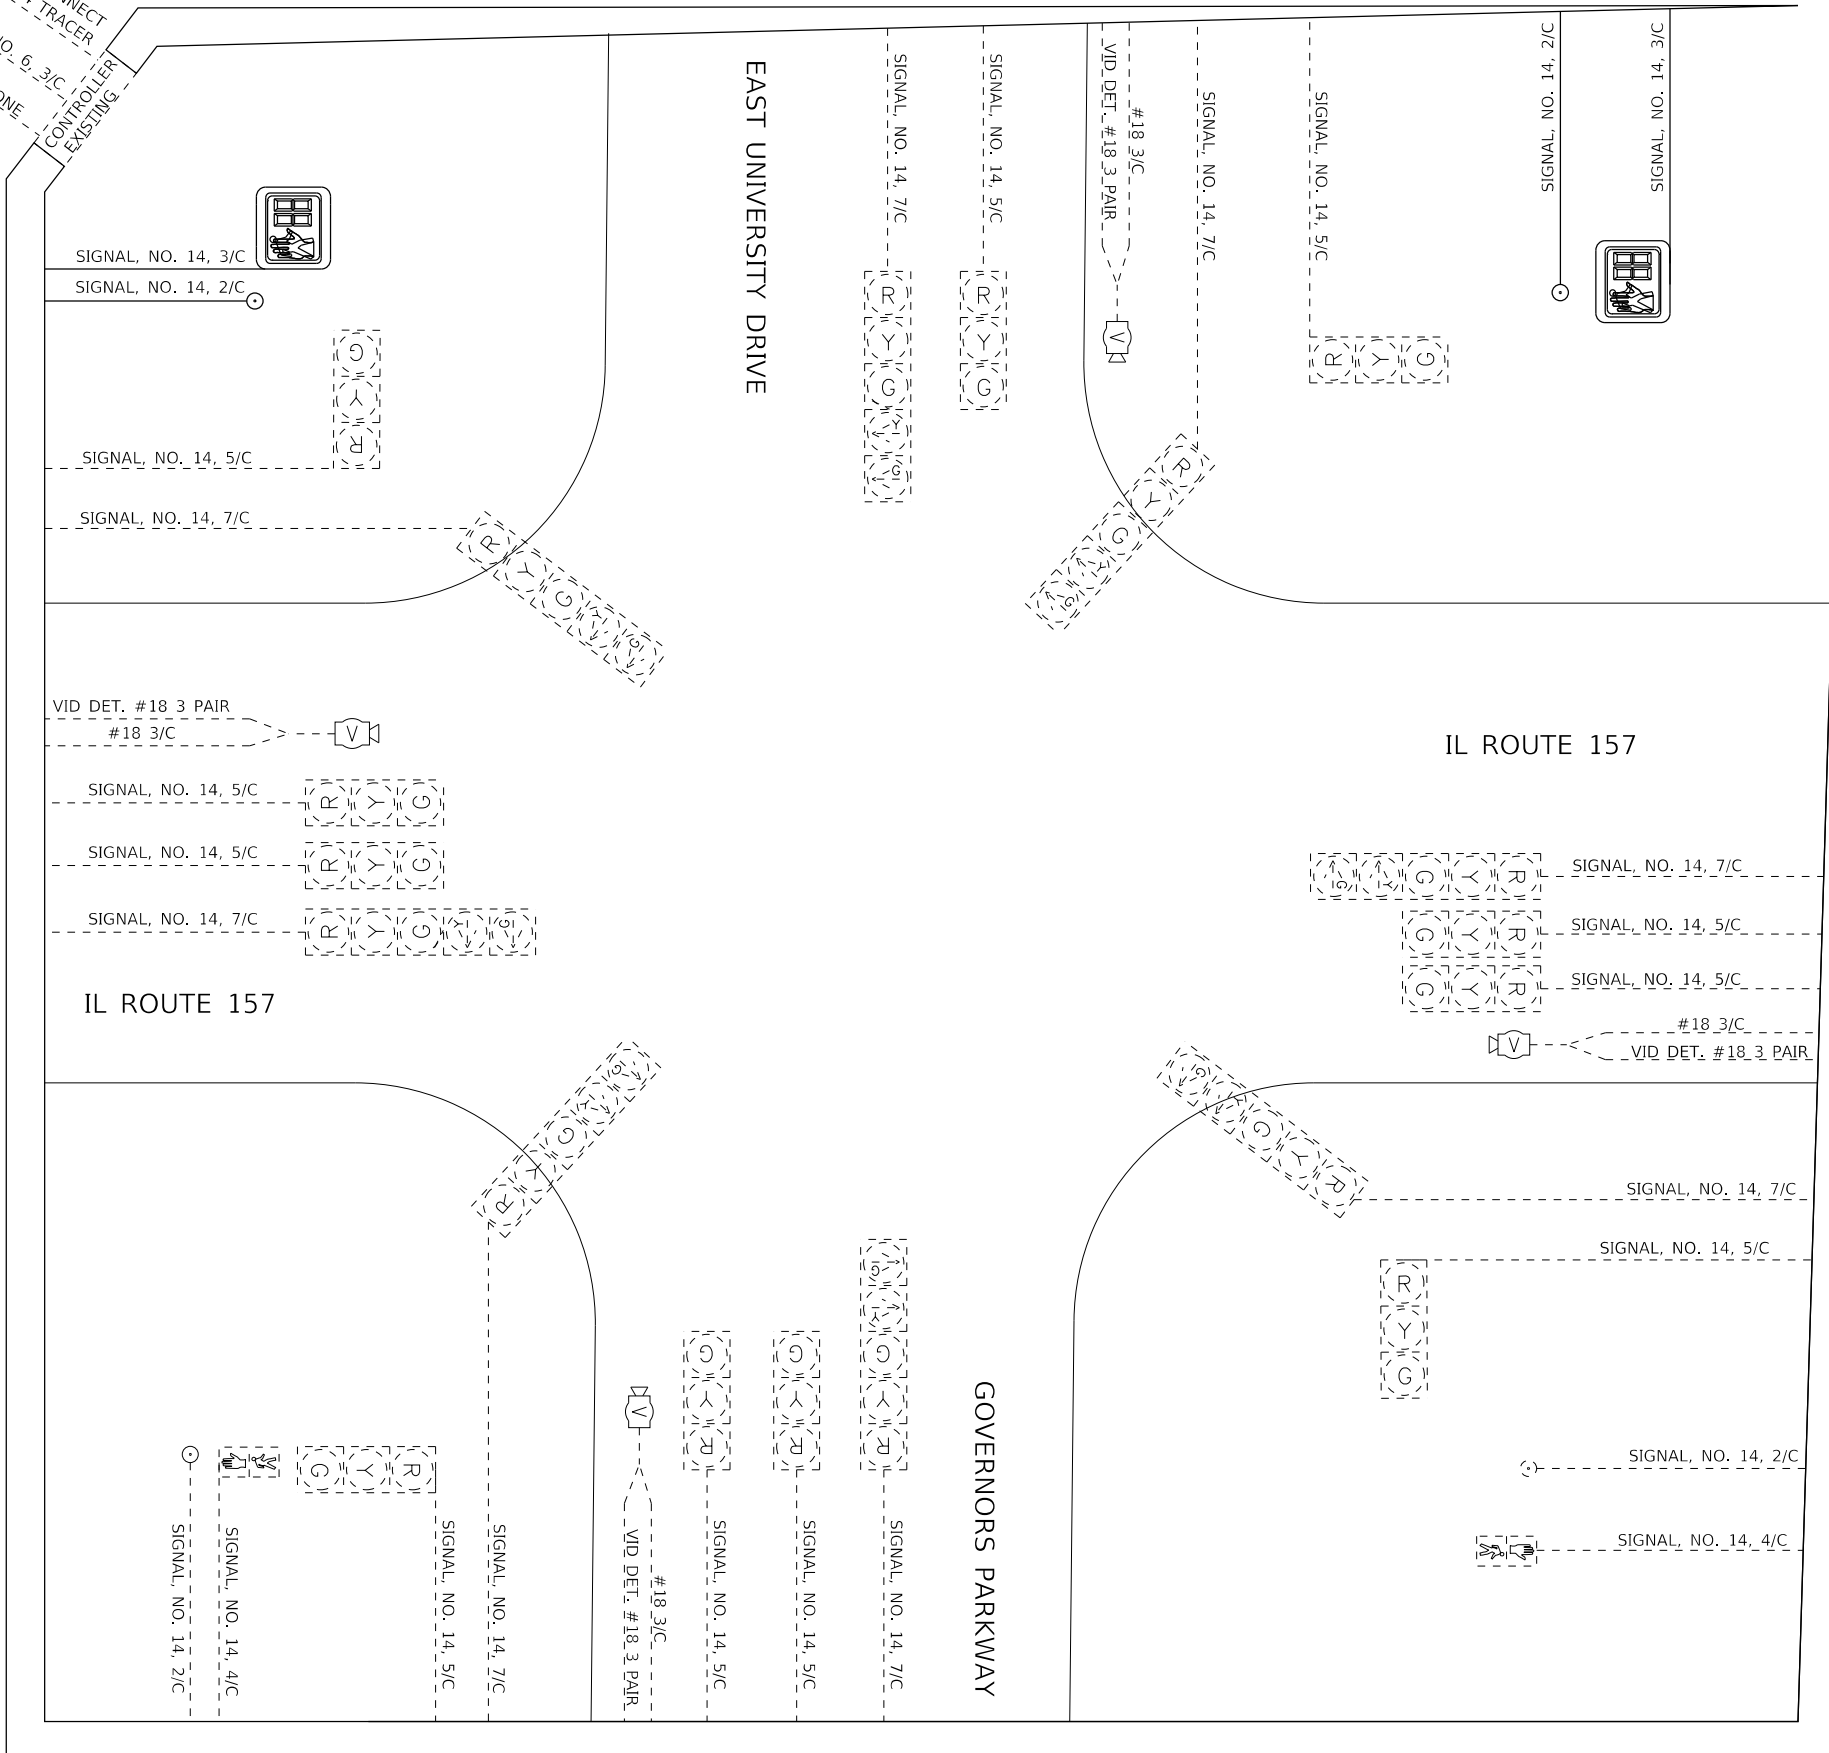 NNECT
TRACER
NO. 6, 3/C
ONE
CONTROLLER
EXISTING
EAST UNIVERSITY DRIVE
SIGNAL, NO. 14, 7/C
SIGNAL, NO. 14, 5/C
VID DET. #18 3 PAIR
#18 3/C
SIGNAL, NO. 14, 7/C
SIGNAL, NO. 14, 5/C
SIGNAL, NO. 14, 2/C
SIGNAL, NO. 14, 3/C
SIGNAL, NO. 14, 3/C
SIGNAL, NO. 14, 2/C
G
Y
R
SIGNAL, NO. 14, 5/C
SIGNAL, NO. 14, 7/C
R Y G Y G
R
Y
G
Y
G
R
Y
G
V
R Y G Y G
R Y G
VID DET. #18 3 PAIR
#18 3/C
V
SIGNAL, NO. 14, 5/C
R Y G
SIGNAL, NO. 14, 5/C
R Y G
SIGNAL, NO. 14, 7/C
R Y G Y G
IL ROUTE 157
IL ROUTE 157
G Y G Y R
SIGNAL, NO. 14, 7/C
G Y R
SIGNAL, NO. 14, 5/C
G Y R
SIGNAL, NO. 14, 5/C
V
#18 3/C
VID DET. #18 3 PAIR
R Y G Y G
G Y G Y R
SIGNAL, NO. 14, 7/C
SIGNAL, NO. 14, 5/C
R
Y
G
SIGNAL, NO. 14, 2/C
SIGNAL, NO. 14, 4/C
G
Y
G
Y
R
G
Y
R
G
Y
R
V
G Y R
SIGNAL, NO. 14, 2/C
SIGNAL, NO. 14, 4/C
SIGNAL, NO. 14, 5/C
SIGNAL, NO. 14, 7/C
VID DET. #18 3 PAIR
#18 3/C
SIGNAL, NO. 14, 5/C
SIGNAL, NO. 14, 5/C
SIGNAL, NO. 14, 7/C
GOVERNORS PARKWAY